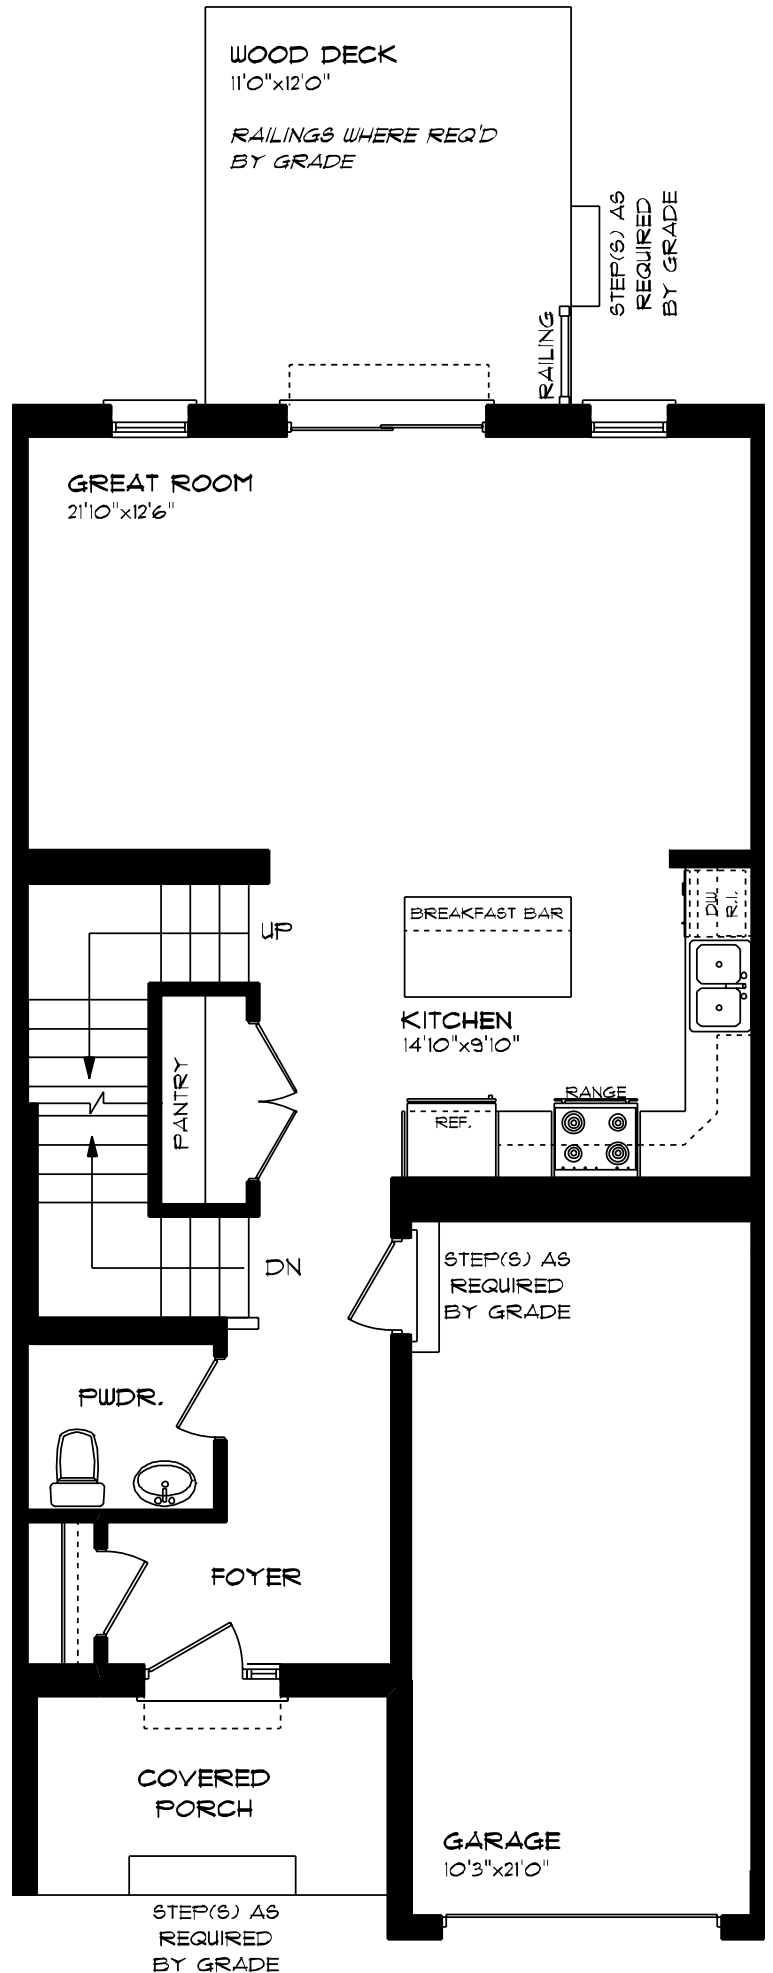 WOOD DECK
11'0"x12'0"
RAILINGS WHERE REQ'D
BY GRADE
STEP(S) AS
REQUIRED
BY GRADE
RAILING
GREAT ROOM
21'10"x12'6"
UP
BREAKFAST BAR
D.W.
R.I.
KITCHEN
14'10"x9'10"
PANTRY
REF.
RANGE
DN
STEP(S) AS
REQUIRED
BY GRADE
PWDR.
FOYER
COVERED
PORCH
GARAGE
10'3"x21'0"
STEP(S) AS
REQUIRED
BY GRADE